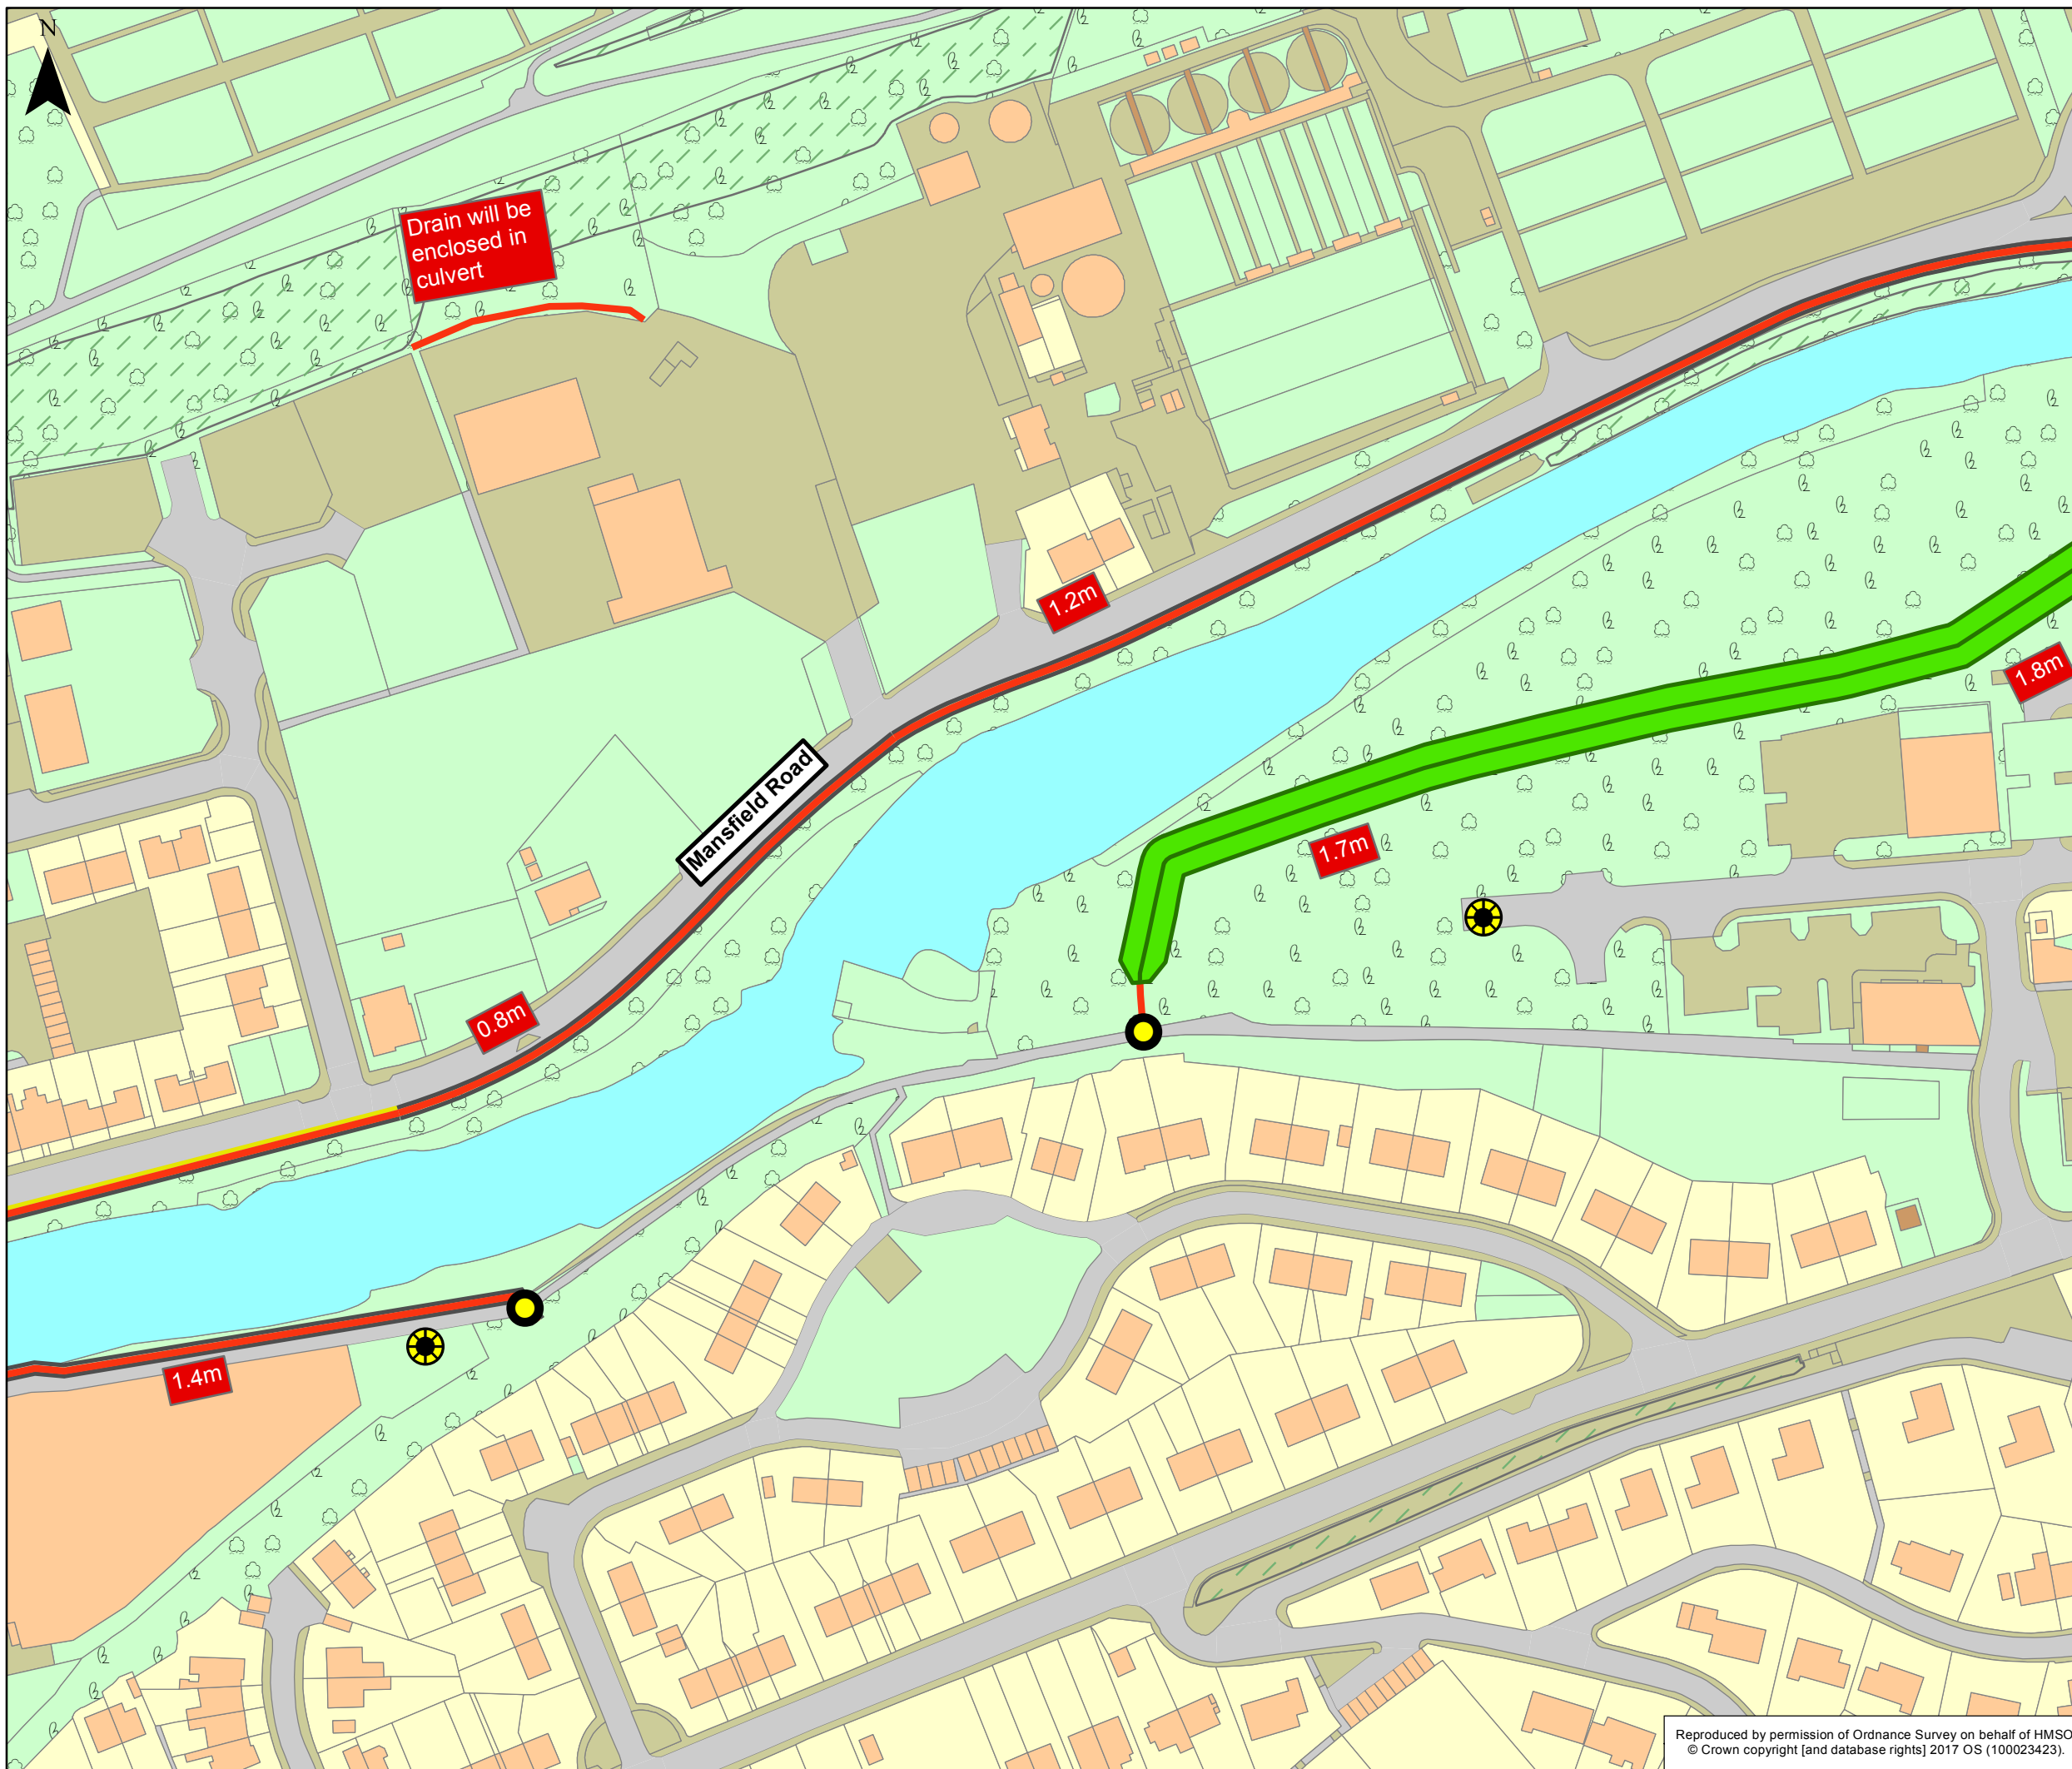 N
Drain will be
enclosed in
culvert
1.2m
1.8m
Mansfield Road
1.7m
0.8m
1.4m
Reproduced by permission of Ordnance Survey on behalf of HMSO
© Crown copyright [and database rights] 2017 OS (100023423).